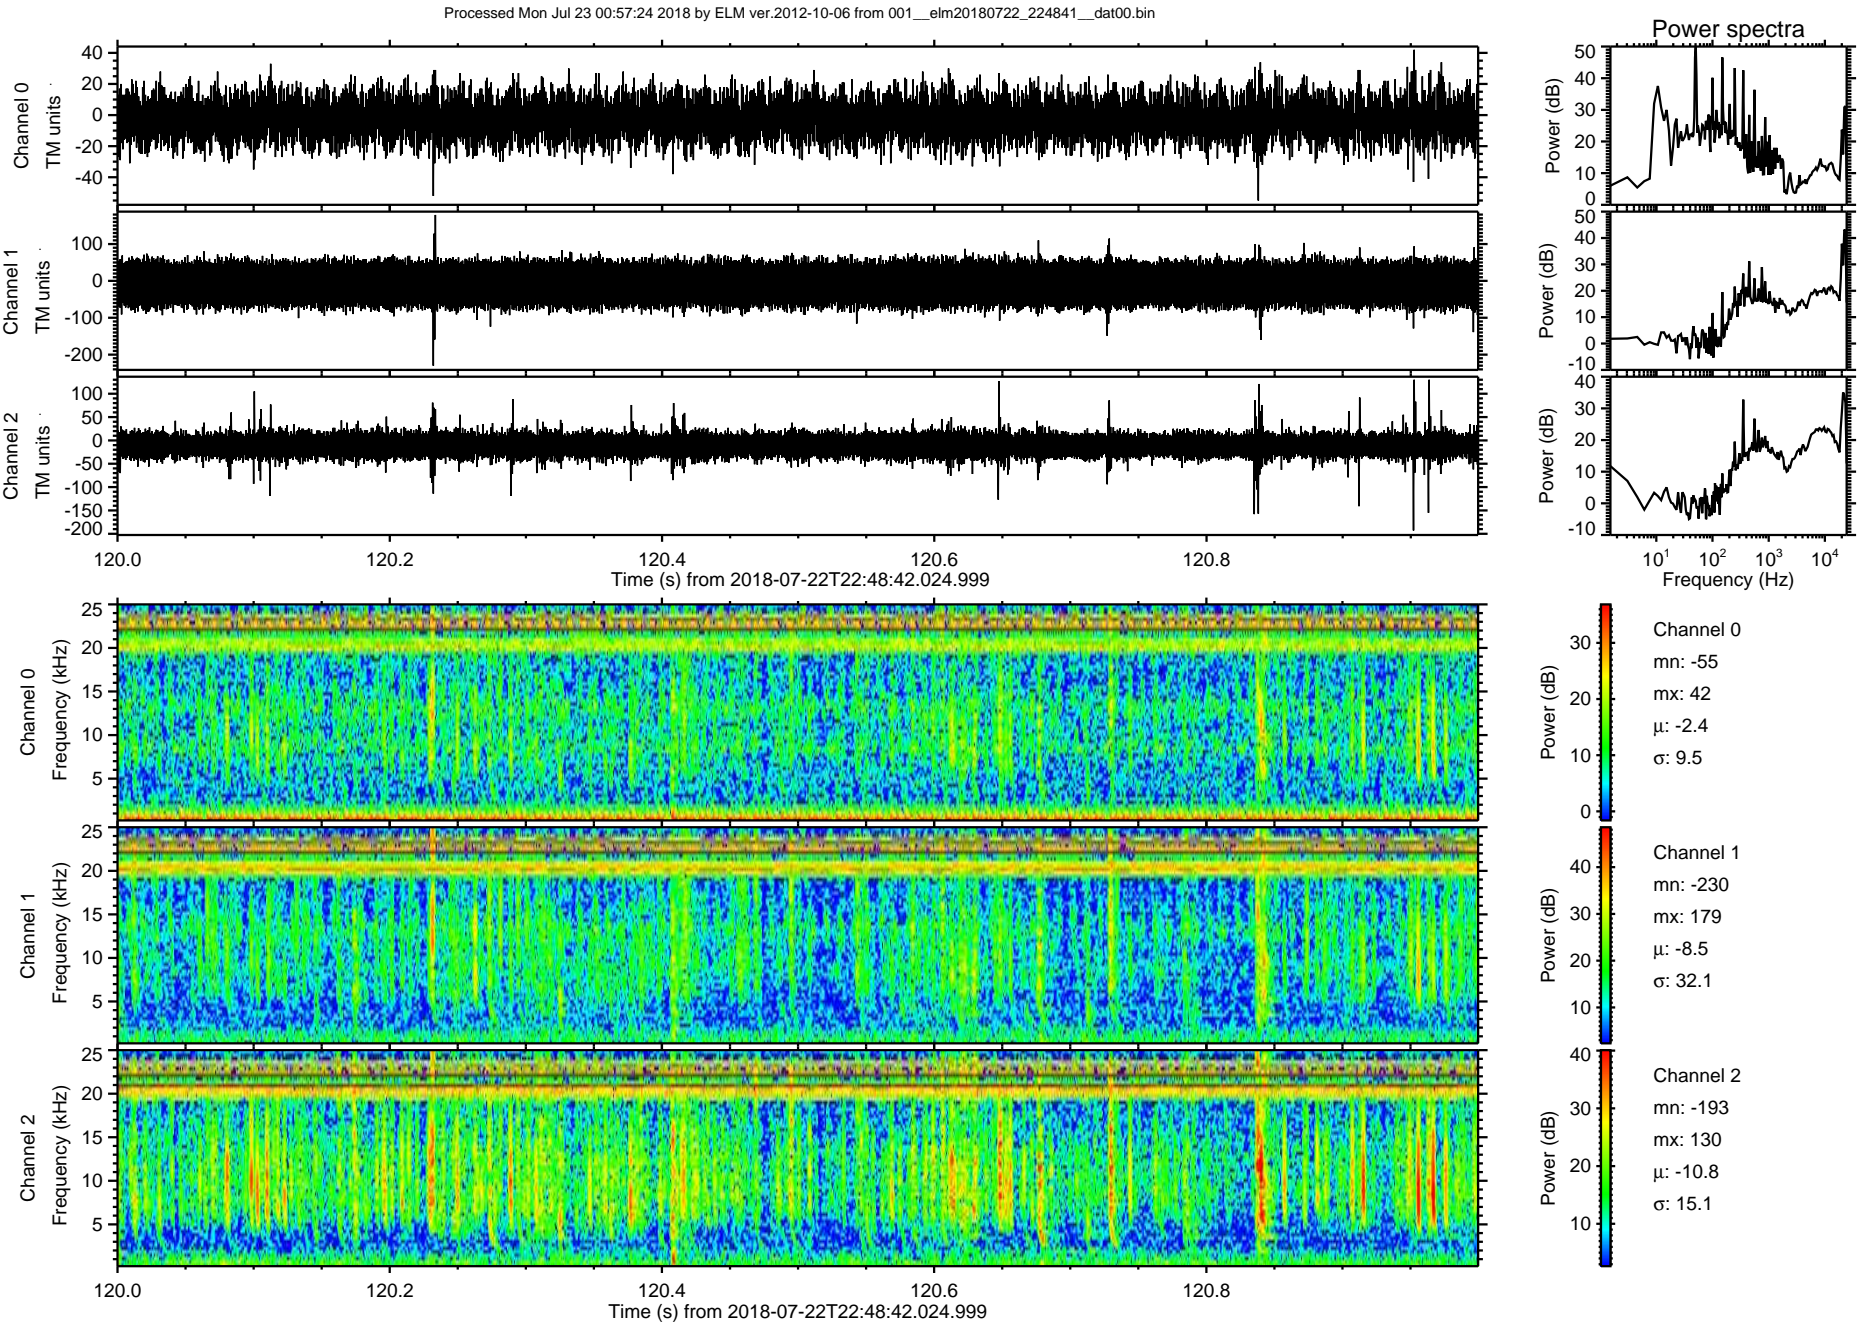 Processed Mon Jul 23 00:57:24 2018 by ELM ver.2012-10-06 from 001__elm20180722_224841__dat00.bin
Power spectra
Channel 0
TM units
40
20
0
-20
-40
Power (dB)
50
40
30
20
10
0
Channel 1
TM units
100
0
-100
-200
Power (dB)
50
40
30
20
10
0
-10
Channel 2
TM units
100
50
0
-50
-100
-150
-200
Power (dB)
40
30
20
10
0
-10
120.0 120.2 120.4 120.6 120.8
Time (s) from 2018-07-22T22:48:42.024.999
10¹ 10² 10³ 10⁴
Frequency (Hz)
Channel 0
Frequency (kHz)
25
20
15
10
5
Power (dB)
30
20
10
0
Channel 0
mn: -55
mx: 42
µ: -2.4
σ: 9.5
Channel 1
Frequency (kHz)
25
20
15
10
5
Power (dB)
40
30
20
10
Channel 1
mn: -230
mx: 179
µ: -8.5
σ: 32.1
Channel 2
Frequency (kHz)
25
20
15
10
5
Power (dB)
40
30
20
10
Channel 2
mn: -193
mx: 130
µ: -10.8
σ: 15.1
120.0 120.2 120.4 120.6 120.8
Time (s) from 2018-07-22T22:48:42.024.999